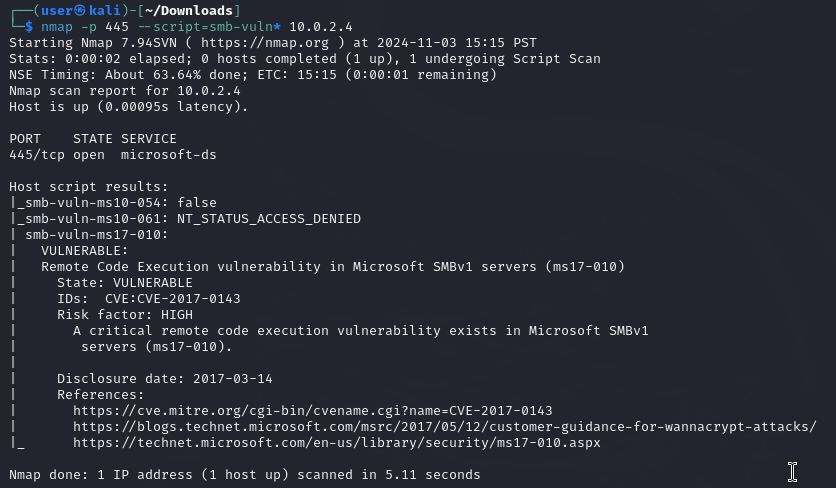 ┌──(user㉿kali)-[~/Downloads]
└─$ nmap -p 445 --script=smb-vuln* 10.0.2.4
Starting Nmap 7.94SVN ( https://nmap.org ) at 2024-11-03 15:15 PST
Stats: 0:00:02 elapsed; 0 hosts completed (1 up), 1 undergoing Script Scan
NSE Timing: About 63.64% done; ETC: 15:15 (0:00:01 remaining)
Nmap scan report for 10.0.2.4
Host is up (0.00095s latency).

PORT    STATE SERVICE
445/tcp open  microsoft-ds

Host script results:
|_smb-vuln-ms10-054: false
|_smb-vuln-ms10-061: NT_STATUS_ACCESS_DENIED
| smb-vuln-ms17-010:
|   VULNERABLE:
|   Remote Code Execution vulnerability in Microsoft SMBv1 servers (ms17-010)
|     State: VULNERABLE
|     IDs:  CVE:CVE-2017-0143
|     Risk factor: HIGH
|       A critical remote code execution vulnerability exists in Microsoft SMBv1
|        servers (ms17-010).
|
|     Disclosure date: 2017-03-14
|     References:
|       https://cve.mitre.org/cgi-bin/cvename.cgi?name=CVE-2017-0143
|       https://blogs.technet.microsoft.com/msrc/2017/05/12/customer-guidance-for-wannacrypt-attacks/
|_      https://technet.microsoft.com/en-us/library/security/ms17-010.aspx

Nmap done: 1 IP address (1 host up) scanned in 5.11 seconds